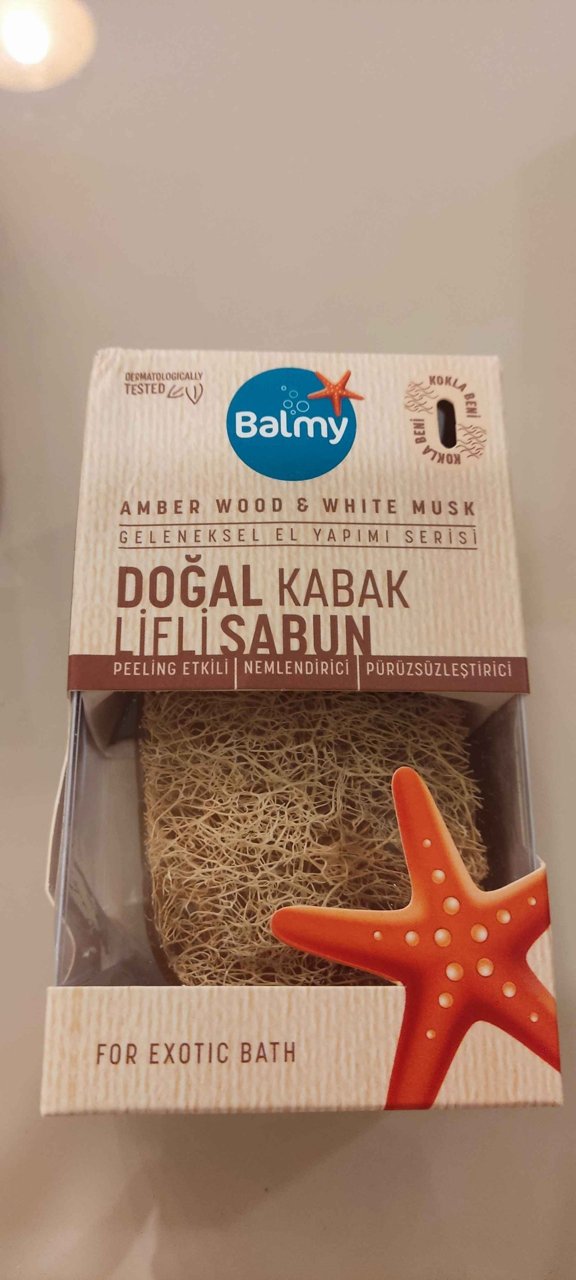 DERMATOLOGICALLY
TESTED
Balmy
KOKLA BENİ
KOKLA BENİ
AMBER WOOD & WHITE MUSK
GELENEKSEL EL YAPIMI SERİSİ
DOĞAL KABAK
LİFLİ SABUN
PEELİNG ETKİLİ | NEMLENDİRİCİ | PÜRÜZSÜZLEŞTİRİCİ
FOR EXOTIC BATH